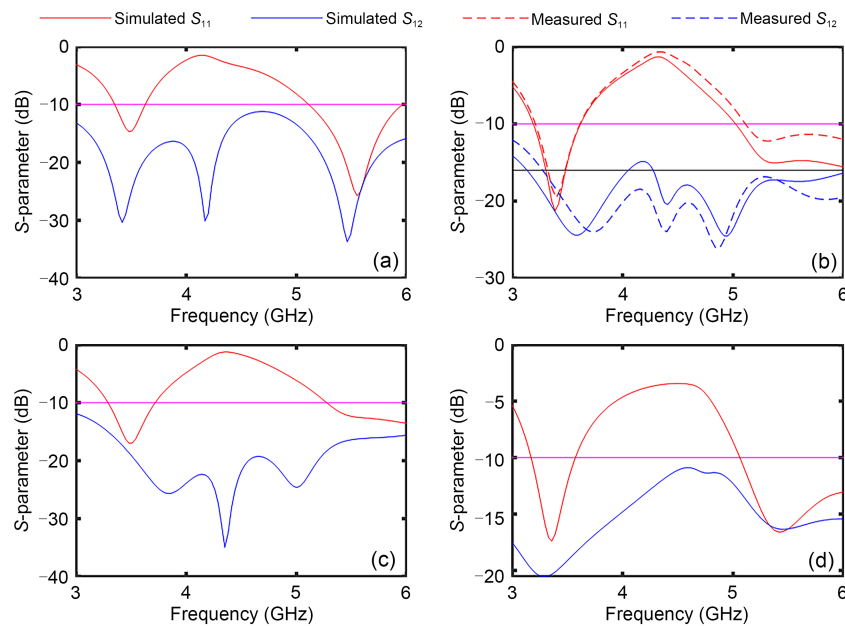 Simulated S11 Simulated S12 Measured S11 Measured S12
0
−10
−20
−30
−40
S-parameter (dB)
3 4 5 6
Frequency (GHz)
(a)
0
−10
−20
−30
S-parameter (dB)
3 4 5 6
Frequency (GHz)
(b)
0
−10
−20
−30
−40
S-parameter (dB)
3 4 5 6
Frequency (GHz)
(c)
0
−5
−10
−15
−20
S-parameter (dB)
3 4 5 6
Frequency (GHz)
(d)